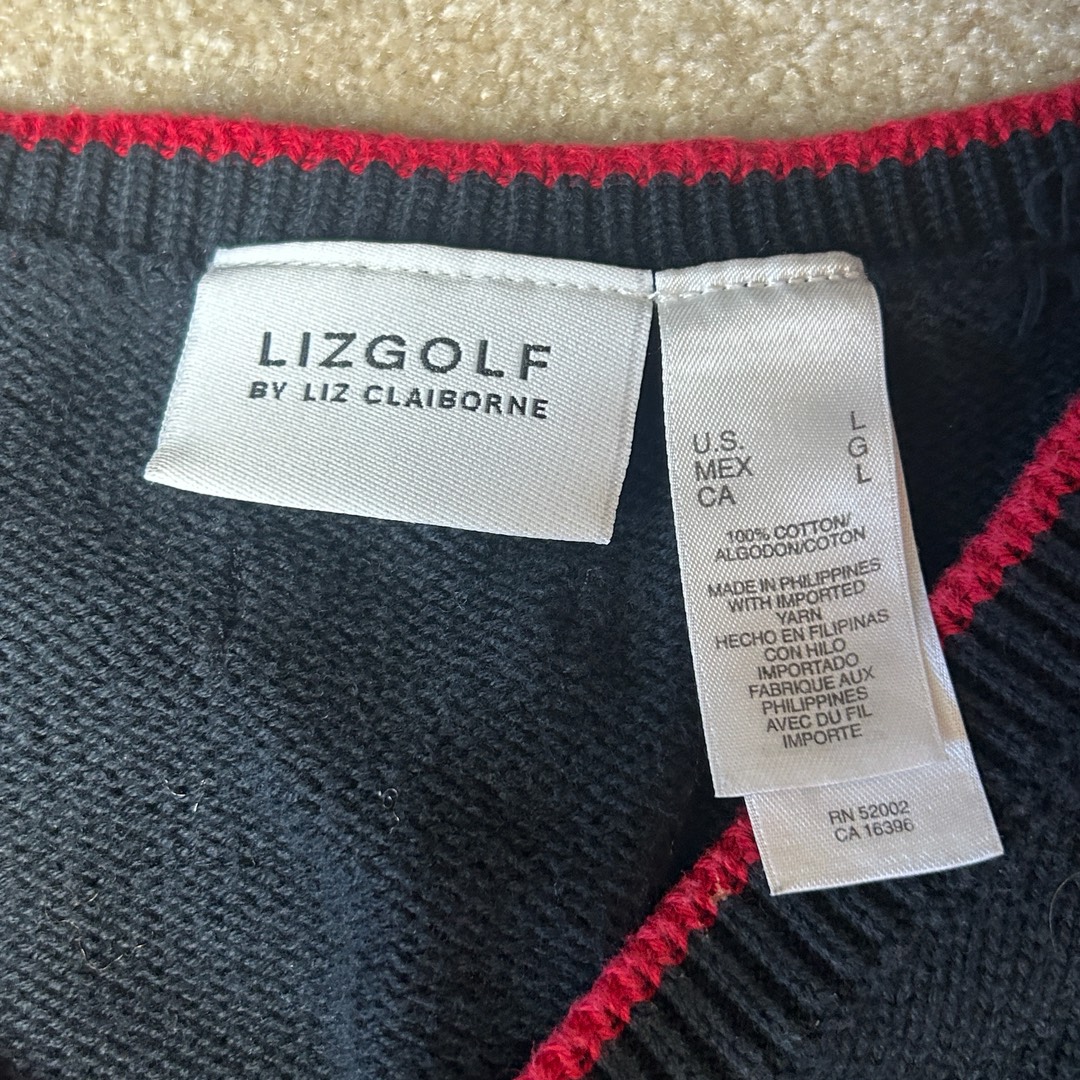 LIZGOLF
BY LIZ CLAIBORNE
U.S. L
MEX G
CA L
100% COTTON/
ALGODON/COTON
MADE IN PHILIPPINES
WITH IMPORTED
YARN
HECHO EN FILIPINAS
CON HILO
IMPORTADO
FABRIQUE AUX
PHILIPPINES
AVEC DU FIL
IMPORTE
RN 52002
CA 16396